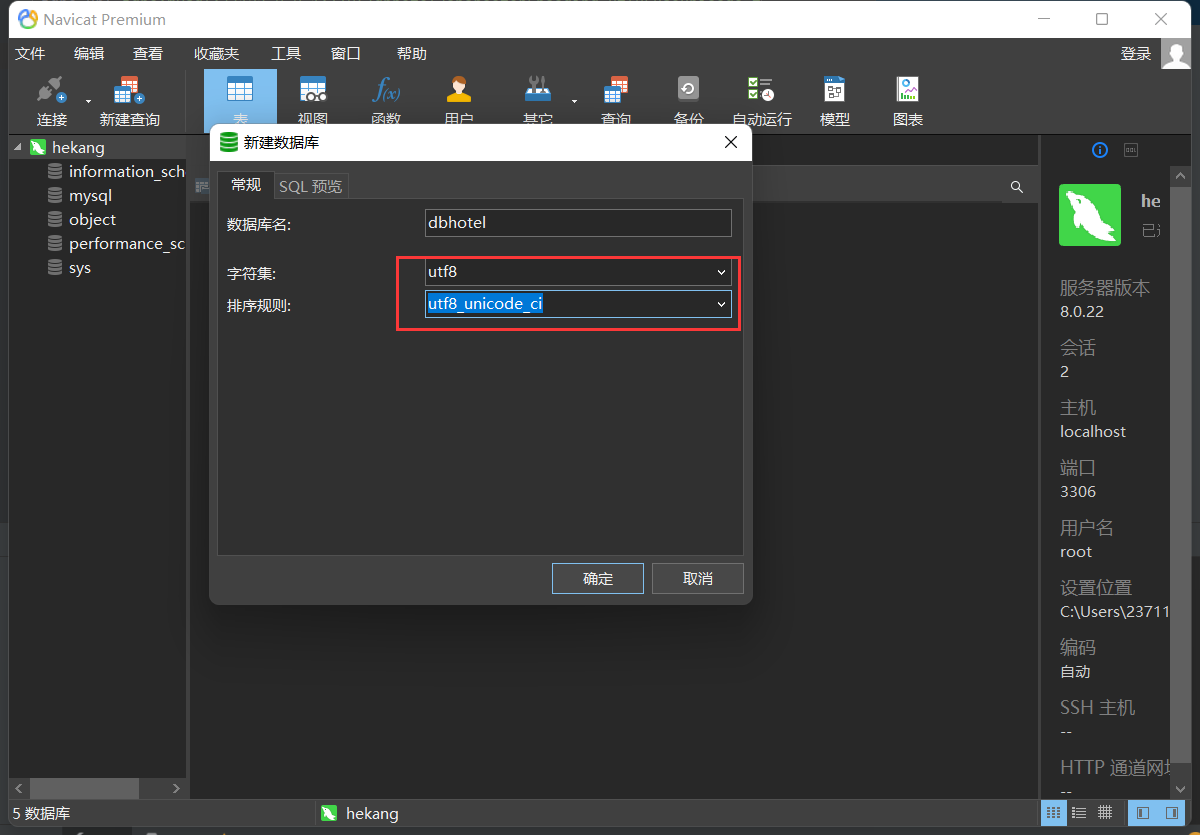 Navicat Premium
文件 编辑 查看 收藏夹 工具 窗口 帮助 登录
连接 新建查询 表 视图 函数 用户 其它 查询 备份 自动运行 模型 图表
新建数据库
常规 SQL 预览
数据库名: dbhotel
字符集: utf8
排序规则: utf8_unicode_ci
确定 取消
hekang
information_sch
mysql
object
performance_sc
sys
he
服务器版本
8.0.22
会话
2
主机
localhost
端口
3306
用户名
root
设置位置
C:\Users\23711
编码
自动
SSH 主机
--
HTTP 通道网址
--
5 数据库 hekang